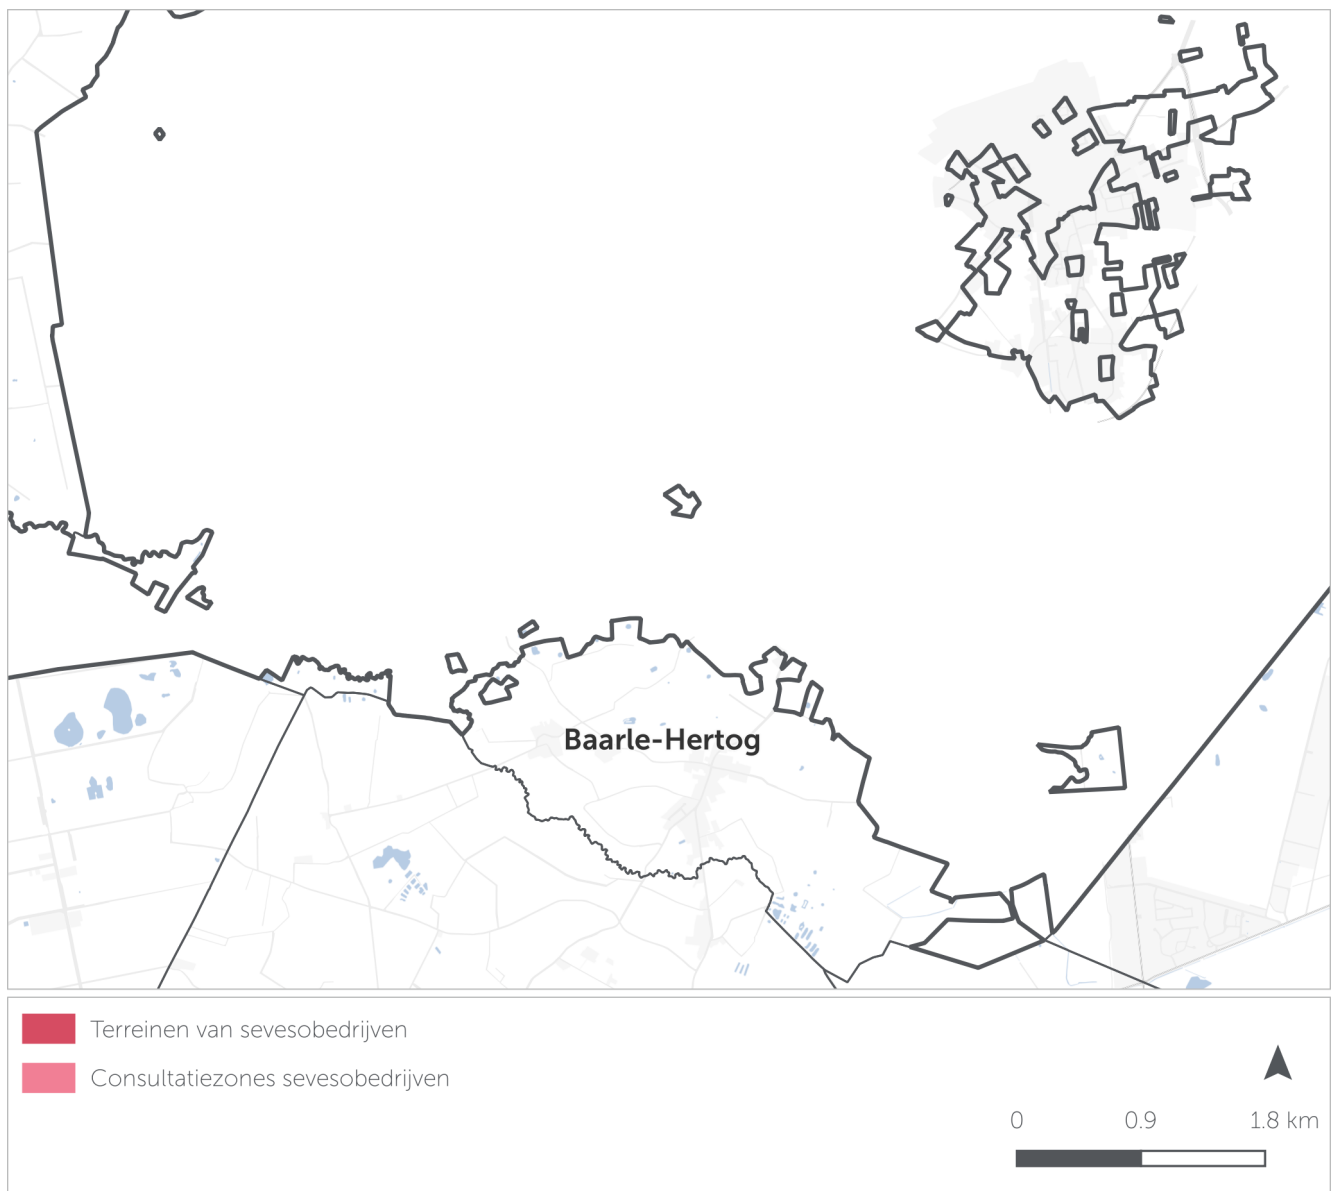 Baarle-Hertog
Terreinen van sevesobedrijven
Consultatiezones sevesobedrijven
0 0.9 1.8 km